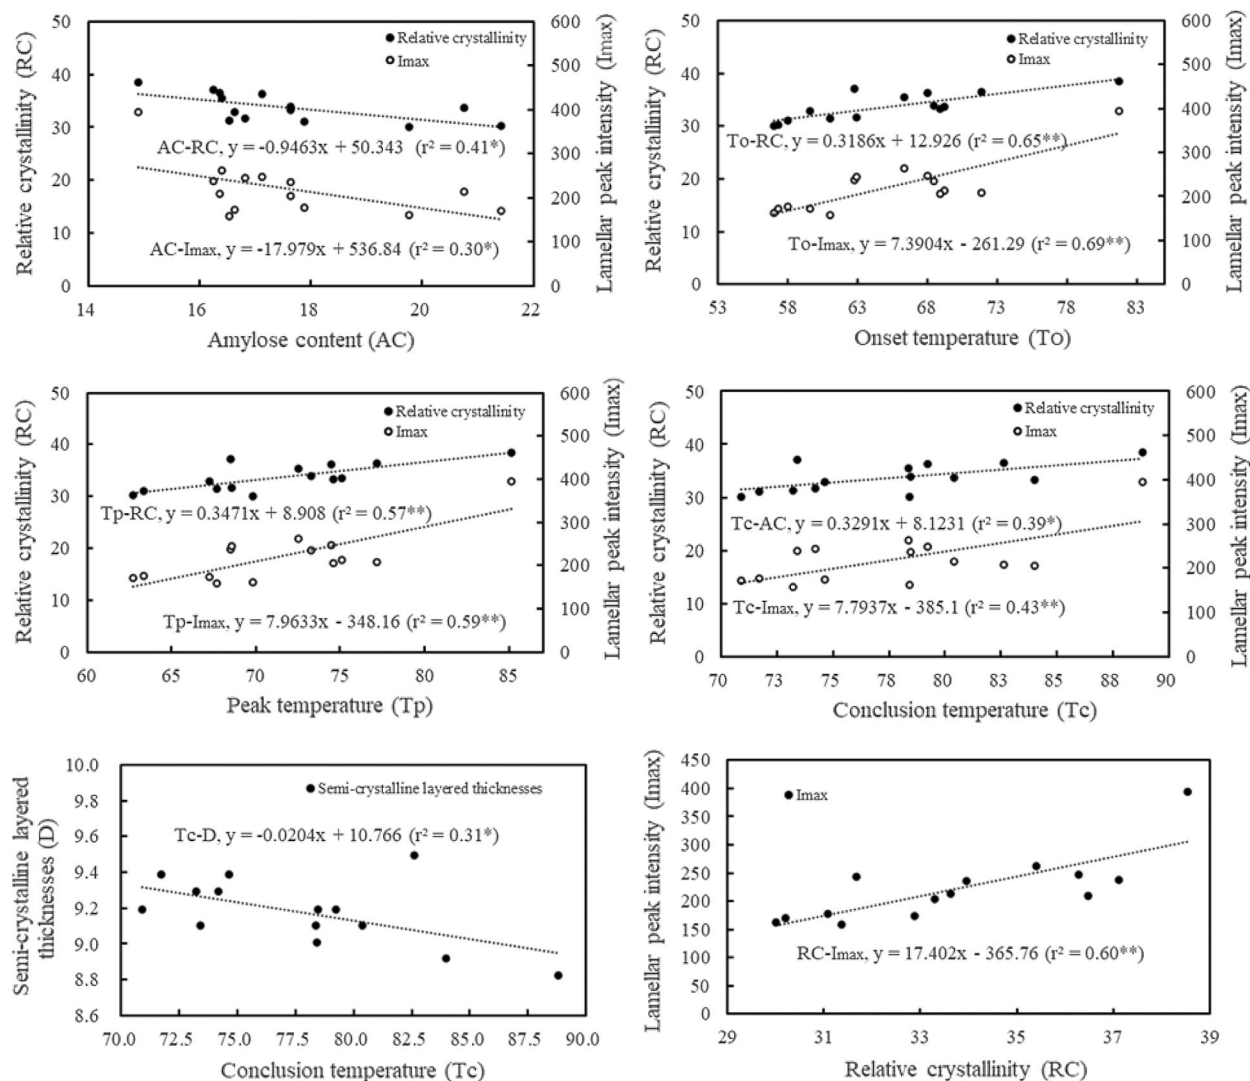 Relative crystallinity (RC)
50
40
30
20
10
0
Relative crystallinity
Imax
AC-RC, y = -0.9463x + 50.343 (r² = 0.41*)
AC-Imax, y = -17.979x + 536.84 (r² = 0.30*)
600
500
400
300
200
100
0
Lamellar peak intensity (Imax)
14 16 18 20 22
Amylose content (AC)
Relative crystallinity (RC)
50
40
30
20
10
0
Relative crystallinity
Imax
To-RC, y = 0.3186x + 12.926 (r² = 0.65**)
To-Imax, y = 7.3904x - 261.29 (r² = 0.69**)
600
500
400
300
200
100
0
Lamellar peak intensity (Imax)
53 58 63 68 73 78 83
Onset temperature (To)
Relative crystallinity (RC)
50
40
30
20
10
0
Relative crystallinity
Imax
Tp-RC, y = 0.3471x + 8.908 (r² = 0.57**)
Tp-Imax, y = 7.9633x - 348.16 (r² = 0.59**)
600
500
400
300
200
100
0
Lamellar peak intensity (Imax)
60 65 70 75 80 85
Peak temperature (Tp)
Relative crystallinity (RC)
50
40
30
20
10
0
Relative crystallinity
Imax
Tc-AC, y = 0.3291x + 8.1231 (r² = 0.39*)
Tc-Imax, y = 7.7937x - 385.1 (r² = 0.43**)
600
500
400
300
200
100
0
Lamellar peak intensity (Imax)
70 73 75 78 80 83 85 88 90
Conclusion temperature (Tc)
Semi-crystalline layered
thicknesses (D)
10.0
9.8
9.6
9.4
9.2
9.0
8.8
8.6
Semi-crystalline layered thicknesses
Tc-D, y = -0.0204x + 10.766 (r² = 0.31*)
70.0 72.5 75.0 77.5 80.0 82.5 85.0 87.5 90.0
Conclusion temperature (Tc)
Lamellar peak intensity (Imax)
450
400
350
300
250
200
150
100
50
0
Imax
RC-Imax, y = 17.402x - 365.76 (r² = 0.60**)
29 31 33 35 37 39
Relative crystallinity (RC)